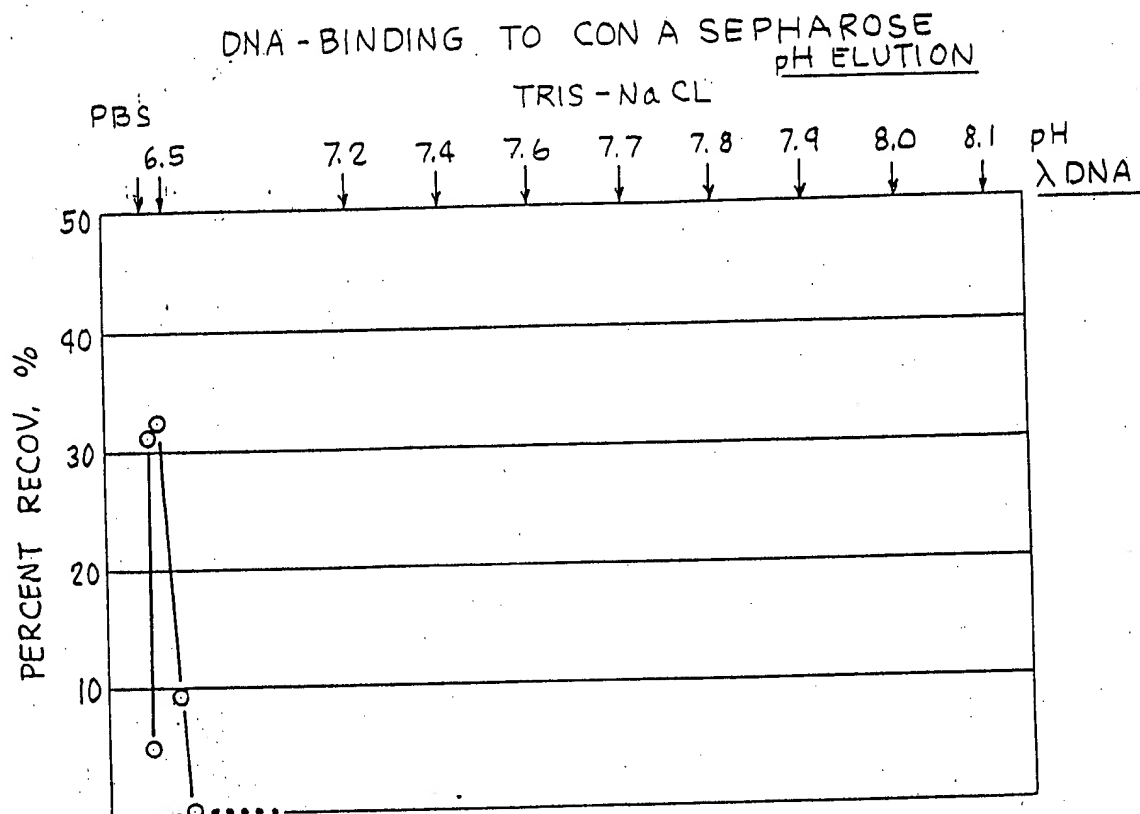 DNA-BINDING TO CON A SEPHAROSE
pH ELUTION
TRIS-NaCL
PBS
6.5 7.2 7.4 7.6 7.7 7.8 7.9 8.0 8.1 pH
λ DNA
50
40
30
20
10
PERCENT RECOV, %